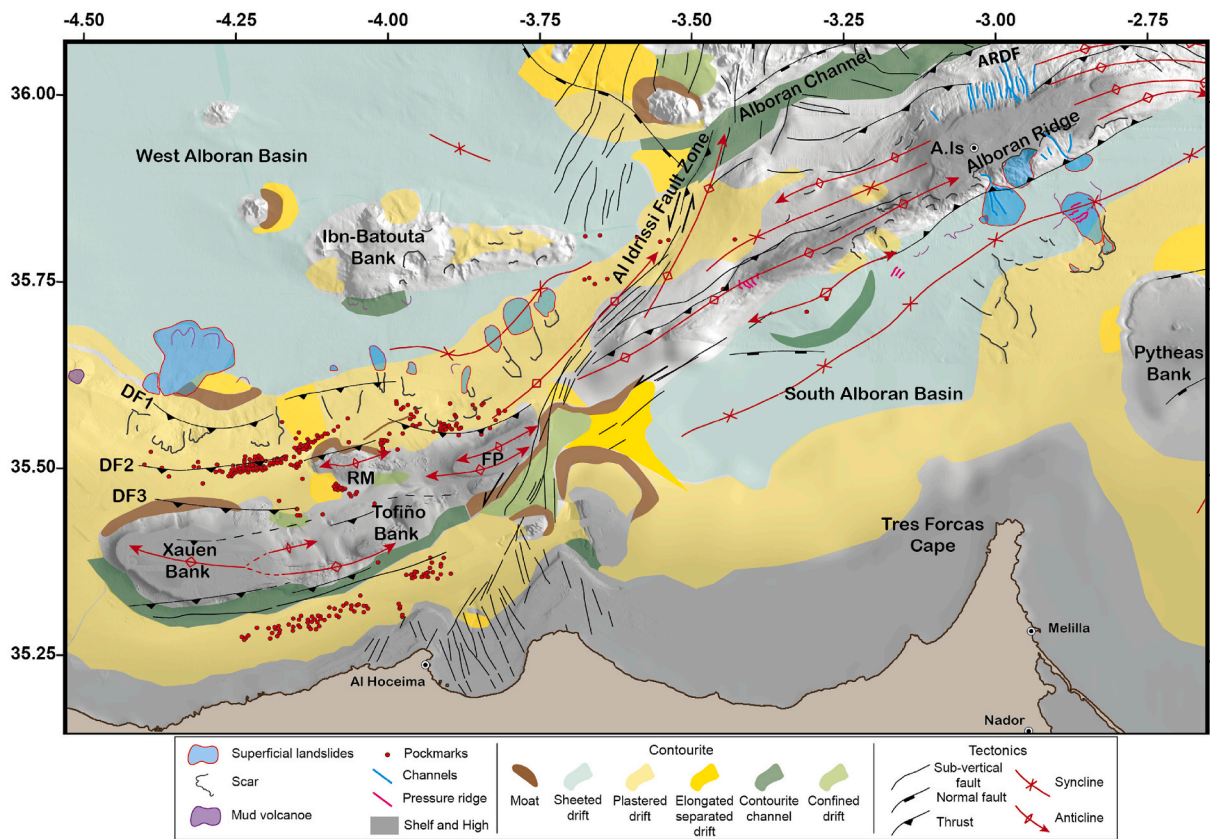 -4.50 -4.25 -4.00 -3.75 -3.50 -3.25 -3.00 -2.75
36.00
35.75
35.50
35.25
ARDF
Alboran Channel
A.Is
Alboran Ridge
West Alboran Basin
Al Idrissi Fault Zone
Ibn-Batouta
Bank
Pytheas
Bank
DF1
South Alboran Basin
DF2
FP
RM
DF3
Tofiño
Bank
Tres Forcas
Cape
Xauen
Bank
Melilla
Al Hoceima
Nador
Superficial landslides
Scar
Mud volcanoe
Pockmarks
Channels
Pressure ridge
Shelf and High
Contourite
Moat
Sheeted
drift
Plastered
drift
Elongated
separated
drift
Contourite
channel
Confined
drift
Tectonics
Sub-vertical
fault
Normal fault
Thrust
Syncline
Anticline